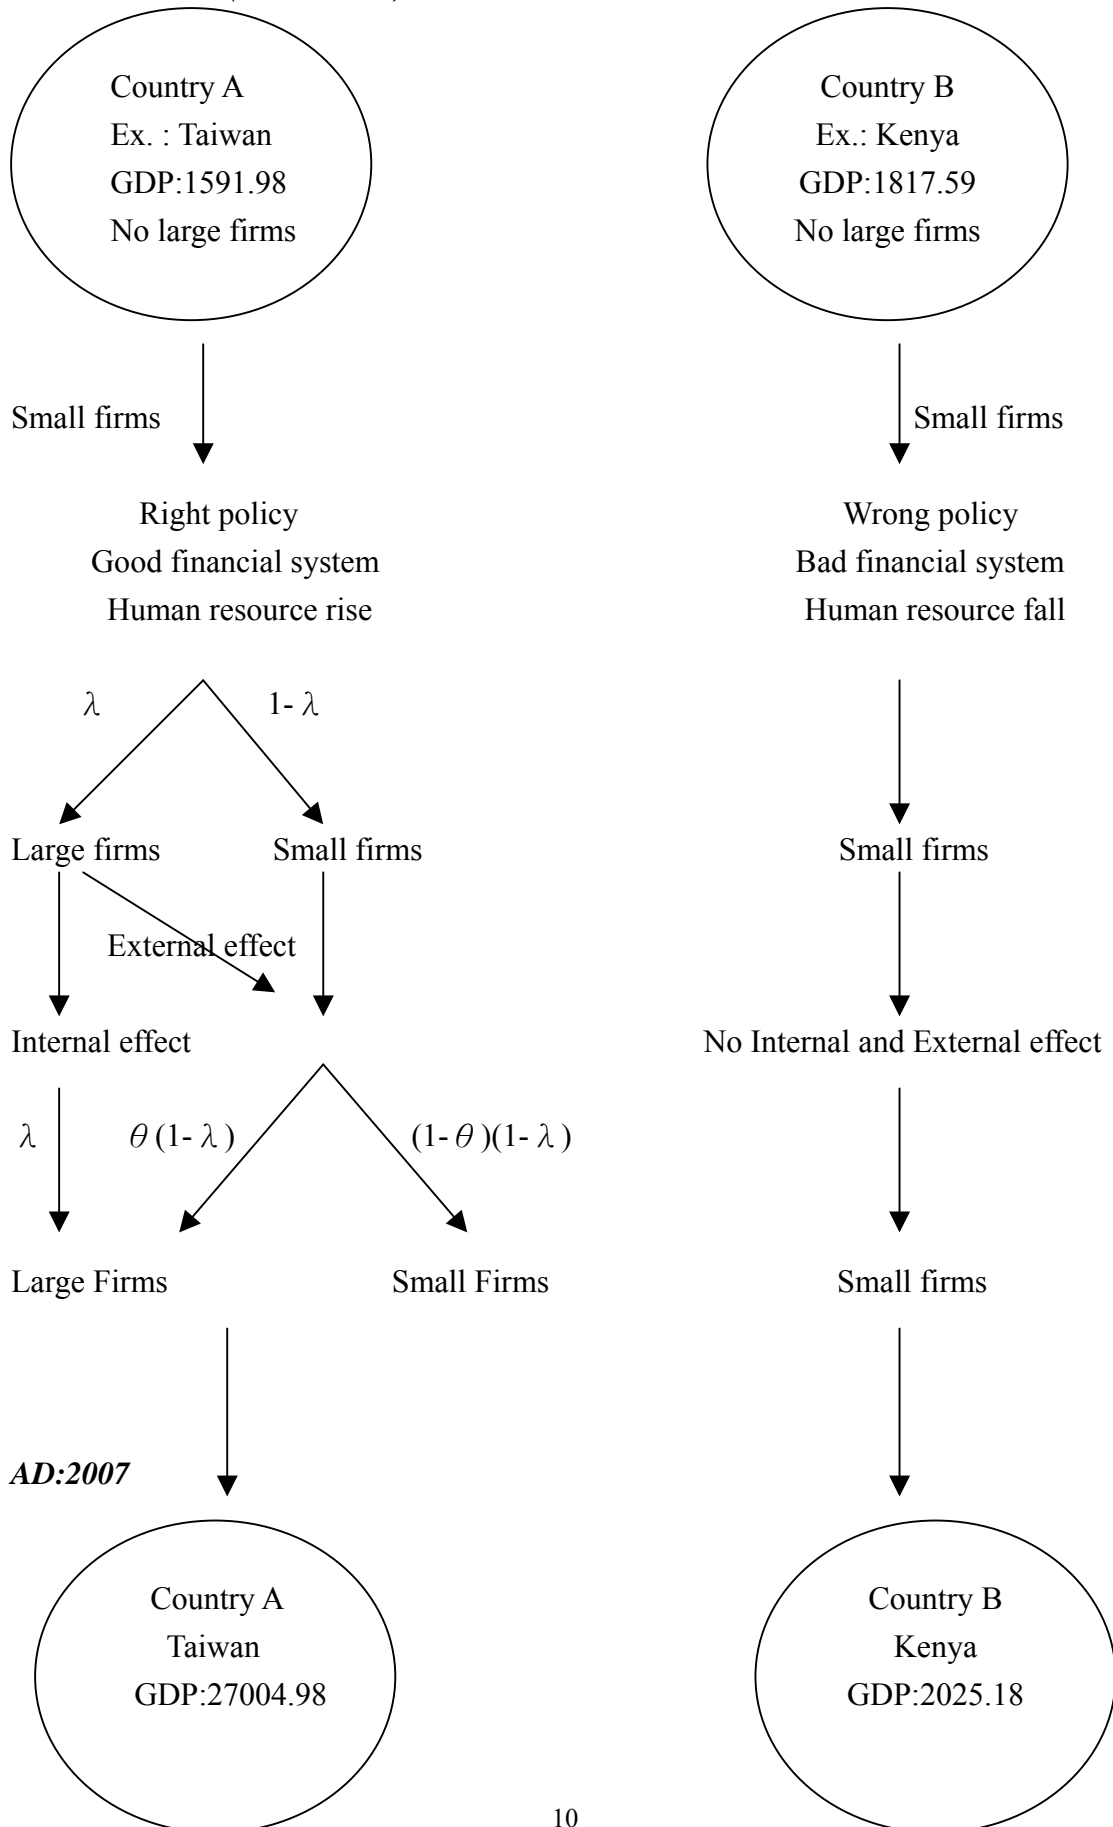 Country A
Ex. : Taiwan
GDP:1591.98
No large firms
Country B
Ex.: Kenya
GDP:1817.59
No large firms
Small firms
Small firms
Right policy
Good financial system
Human resource rise
Wrong policy
Bad financial system
Human resource fall
λ
1- λ
Large firms
Small firms
Small firms
External effect
Internal effect
No Internal and External effect
λ
θ (1- λ )
(1- θ )(1- λ )
Large Firms
Small Firms
Small firms
AD:2007
Country A
Taiwan
GDP:27004.98
Country B
Kenya
GDP:2025.18
10